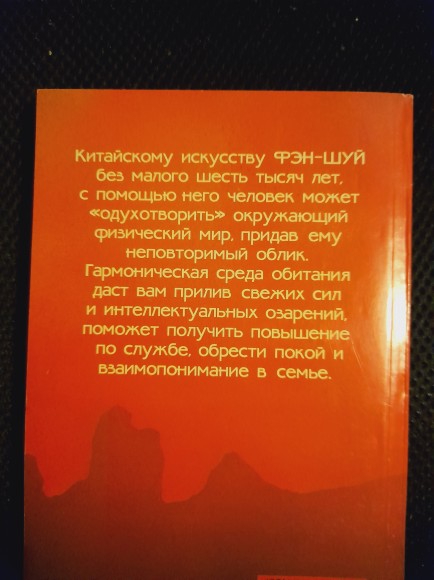 Китайскому искусству ФЭН-ШУЙ
без малого шесть тысяч лет,
с помощью него человек может
«одухотворить» окружающий
физический мир, придав ему
неповторимый облик.
Гармоническая среда обитания
даст вам прилив свежих сил
и интеллектуальных озарений,
поможет получить повышение
по службе, обрести покой и
взаимопонимание в семье.